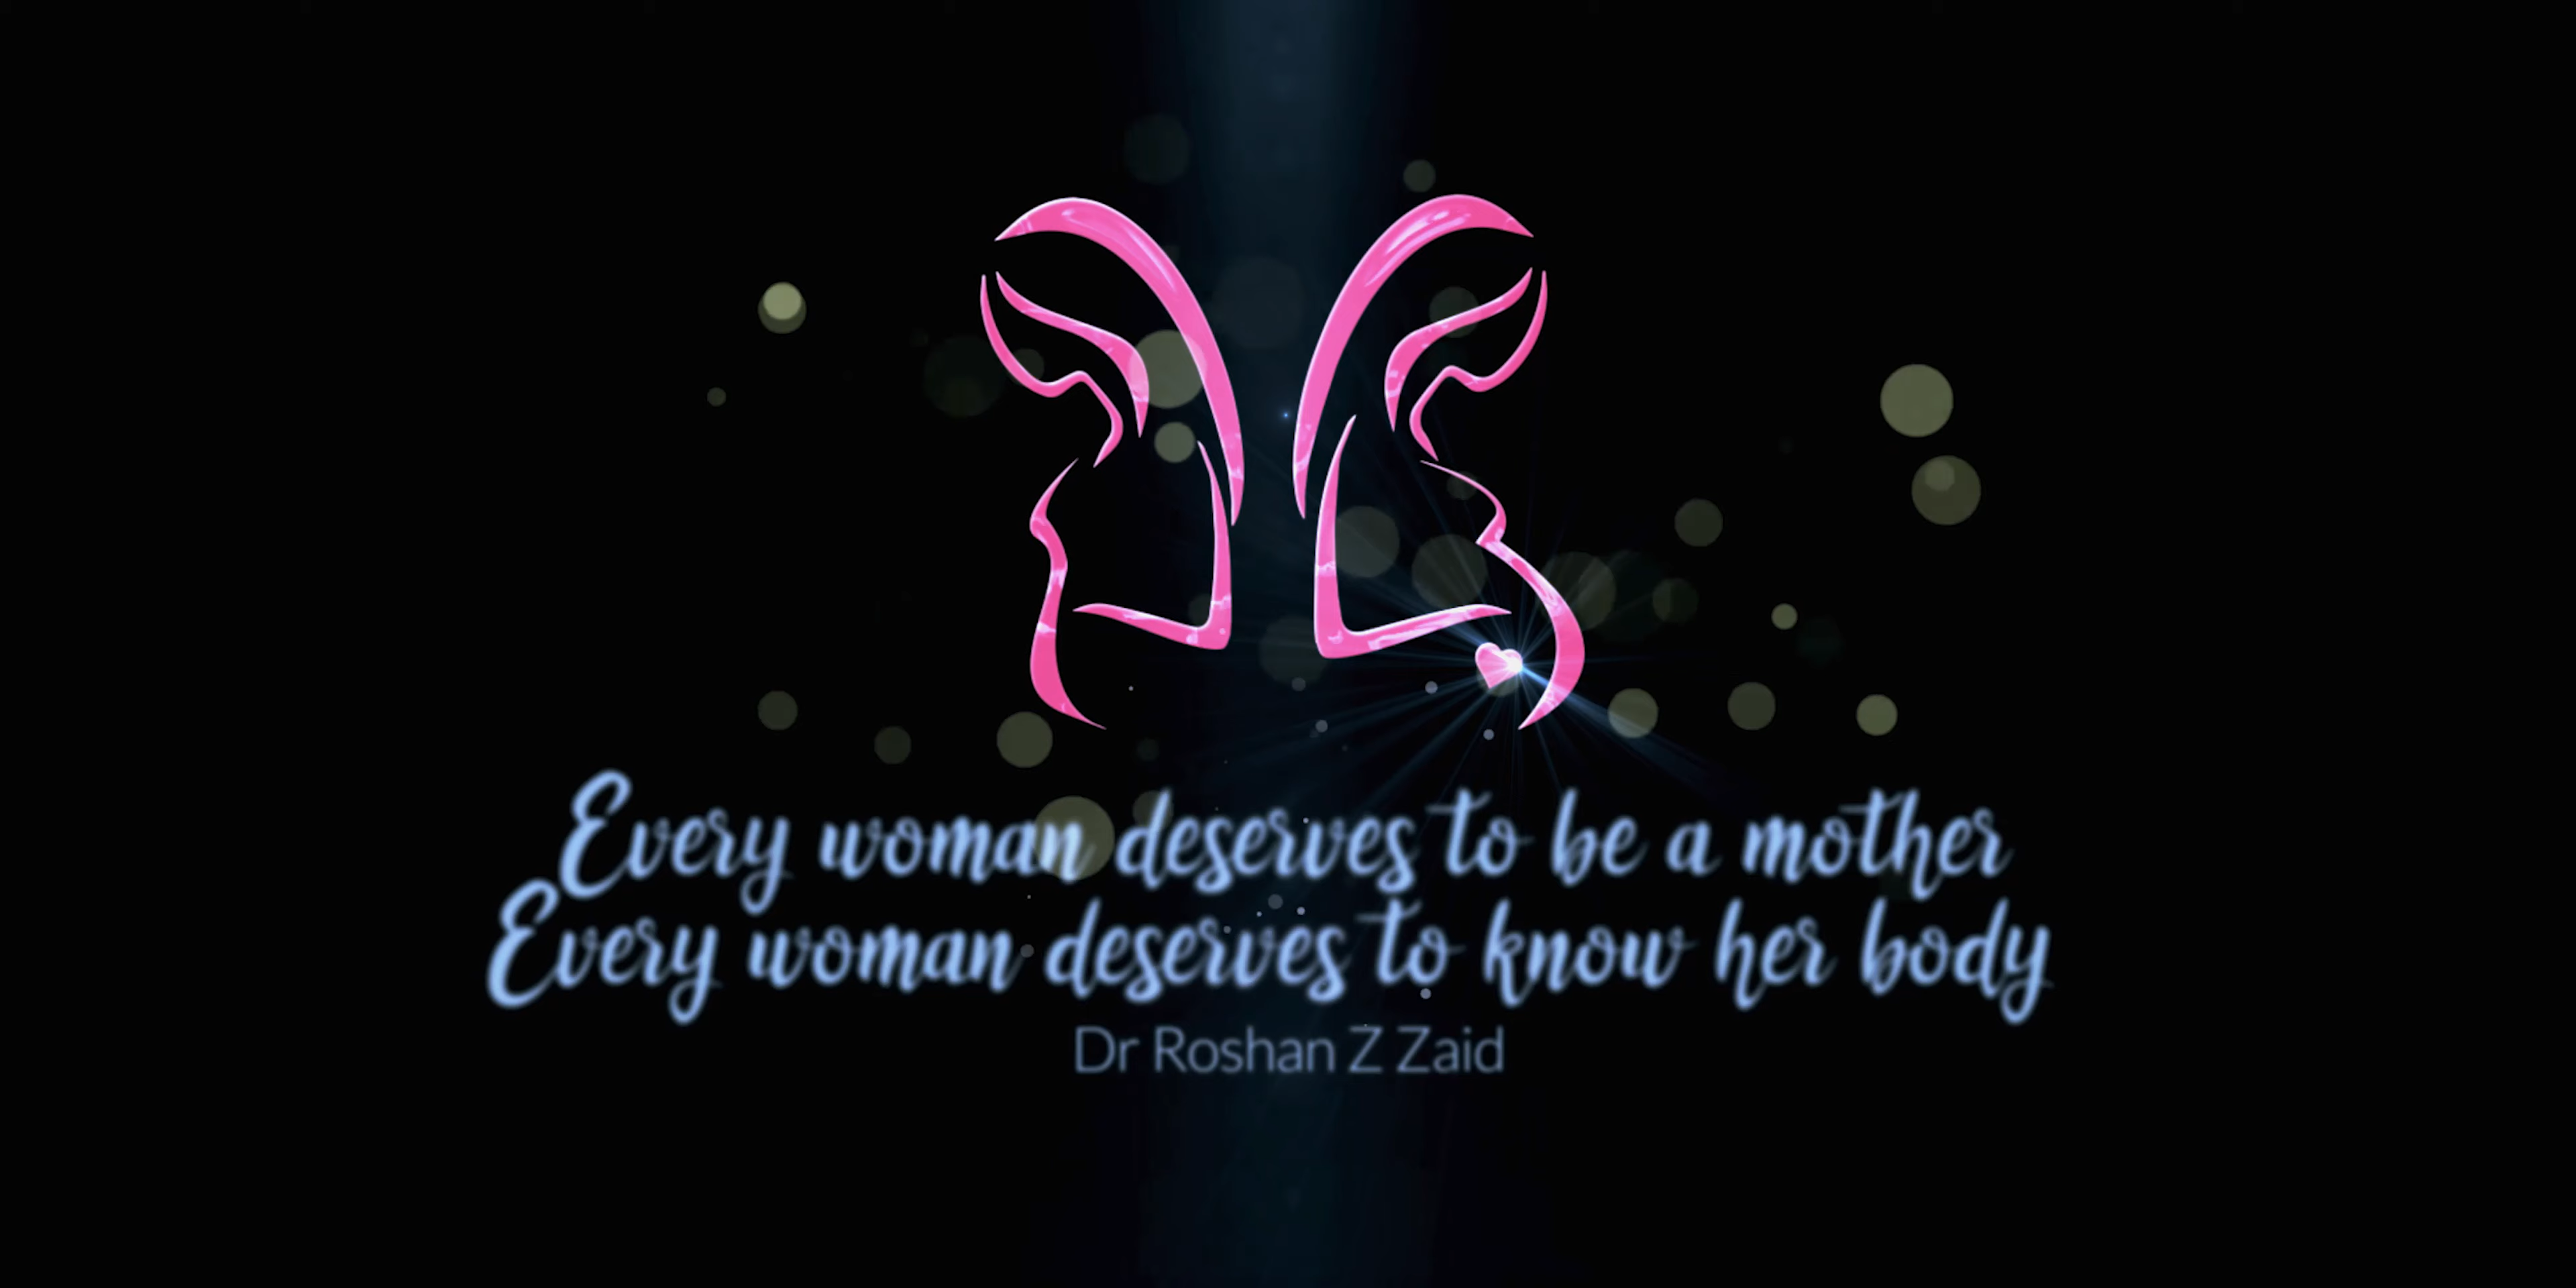 Every woman deserves to be a mother
Every woman deserves to know her body
Dr Roshan Z Zaid